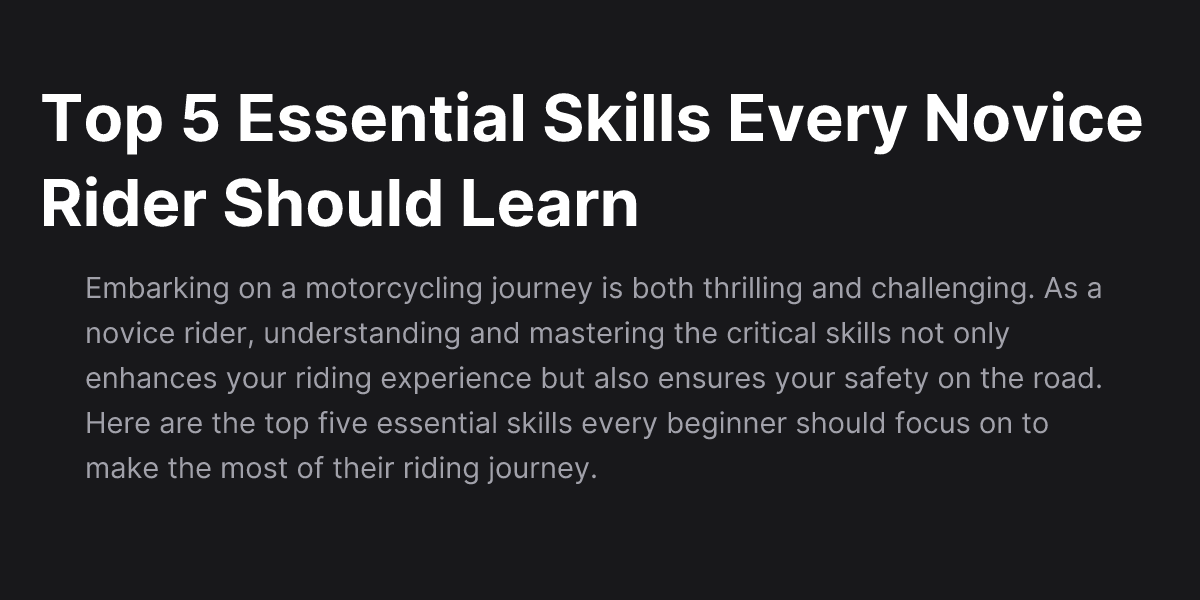 Top 5 Essential Skills Every Novice
Rider Should Learn
Embarking on a motorcycling journey is both thrilling and challenging. As a
novice rider, understanding and mastering the critical skills not only
enhances your riding experience but also ensures your safety on the road.
Here are the top five essential skills every beginner should focus on to
make the most of their riding journey.